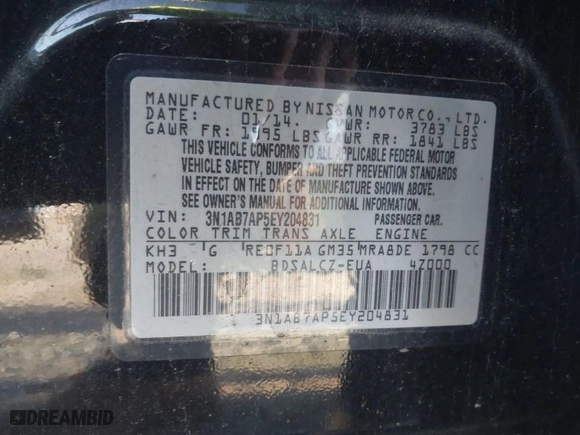 MANUFACTURED BY NISSAN MOTOR CO., LTD.
DATE: 01/14. GVWR: 3783 LBS
GAWR FR: 1995 LBS GAWR RR: 1841 LBS
THIS VEHICLE CONFORMS TO ALL APPLICABLE FEDERAL MOTOR
VEHICLE SAFETY, BUMPER AND THEFT PREVENTION STANDARDS
IN EFFECT ON THE DATE OF MANUFACTURE SHOWN ABOVE.
SEE OWNER'S MANUAL FOR ADDITIONAL INFORMATION.
VIN: 3N1AB7AP5EY204831 PASSENGER CAR.
COLOR TRIM TRANS AXLE ENGINE
KH3 G RE0F11A GM35 MRA8DE 1798 CC
MODEL: BDSALCZ-EUA 4Z000
3N1AB7AP5EY204831
DREAMBID